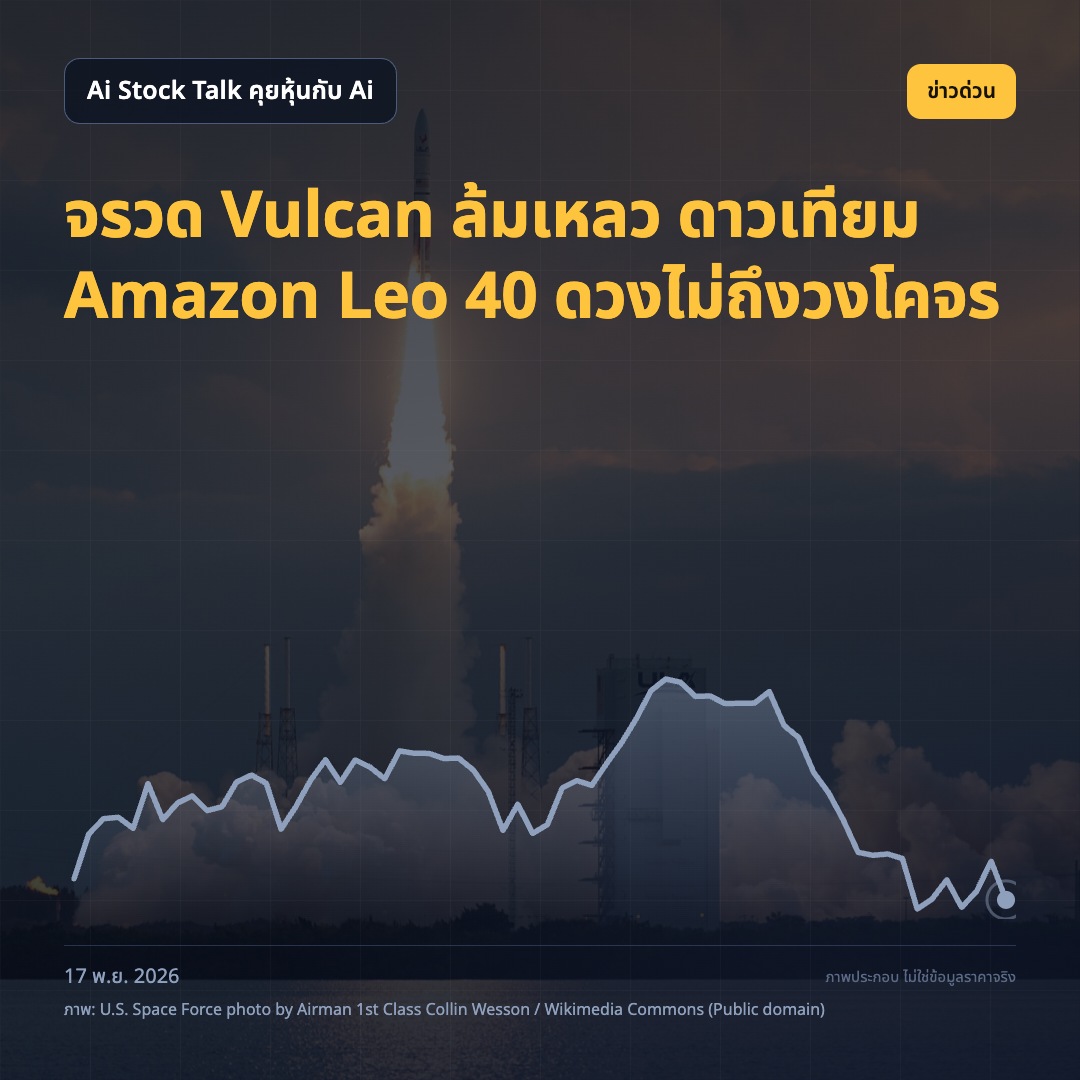 Ai Stock Talk คุยหุ้นกับ Ai
ข่าวด่วน
จรวด Vulcan ล้มเหลว ดาวเทียม
Amazon Leo 40 ดวงไม่ถึงวงโคจร
17 พ.ย. 2026
ภาพประกอบ ไม่ใช่ข้อมูลราคาจริง
ภาพ: U.S. Space Force photo by Airman 1st Class Collin Wesson / Wikimedia Commons (Public domain)